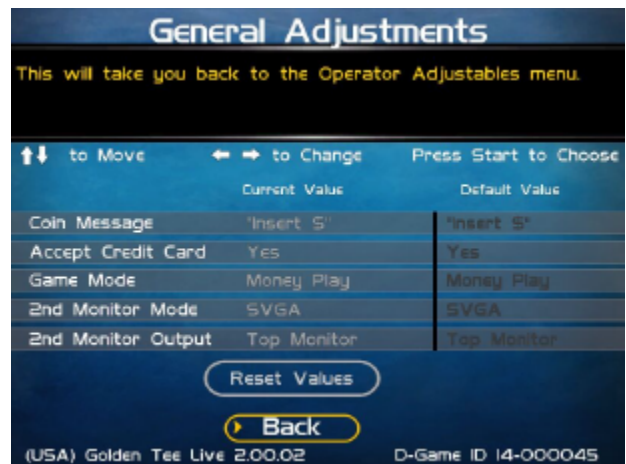 General Adjustments
This will take you back to the Operator Adjustables menu.
↑↓ to Move ← → to Change Press Start to Choose
Current Value Default Value
Coin Message "Insert $" "Insert $"
Accept Credit Card Yes Yes
Game Mode Money Play Money Play
2nd Monitor Mode SVGA SVGA
2nd Monitor Output Top Monitor Top Monitor
Reset Values
Back
(USA) Golden Tee Live 2.00.02 D-Game ID 14-000045